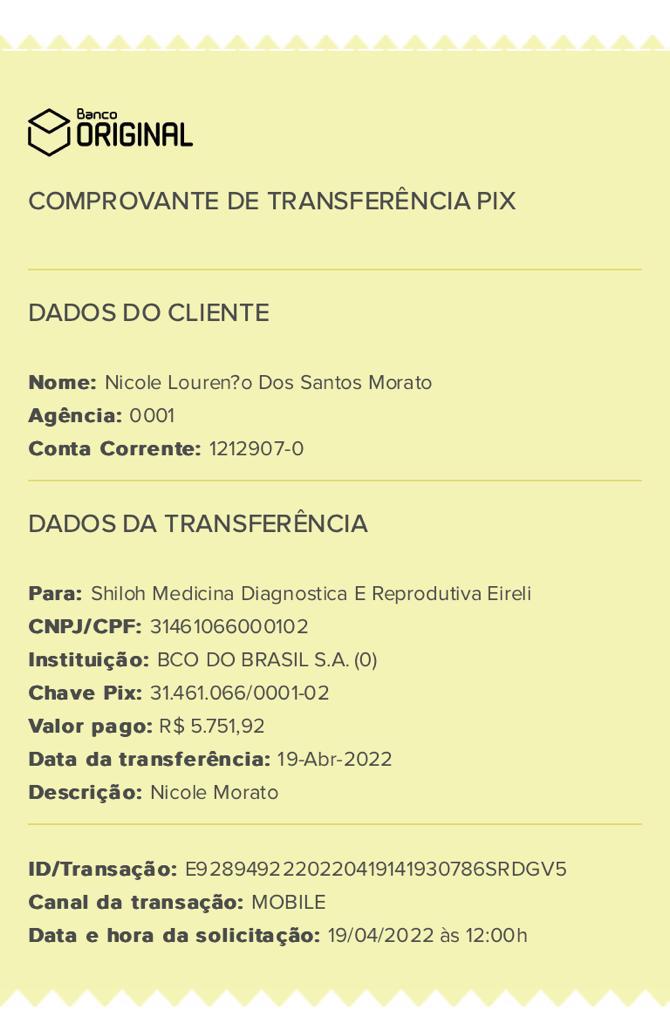 Banco
ORIGINAL
COMPROVANTE DE TRANSFERÊNCIA PIX
DADOS DO CLIENTE
Nome: Nicole Louren?o Dos Santos Morato
Agência: 0001
Conta Corrente: 1212907-0
DADOS DA TRANSFERÊNCIA
Para: Shiloh Medicina Diagnostica E Reprodutiva Eireli
CNPJ/CPF: 31461066000102
Instituição: BCO DO BRASIL S.A. (0)
Chave Pix: 31.461.066/0001-02
Valor pago: R$ 5.751,92
Data da transferência: 19-Abr-2022
Descrição: Nicole Morato
ID/Transação: E9289492220220419141930786SRDGV5
Canal da transação: MOBILE
Data e hora da solicitação: 19/04/2022 às 12:00h